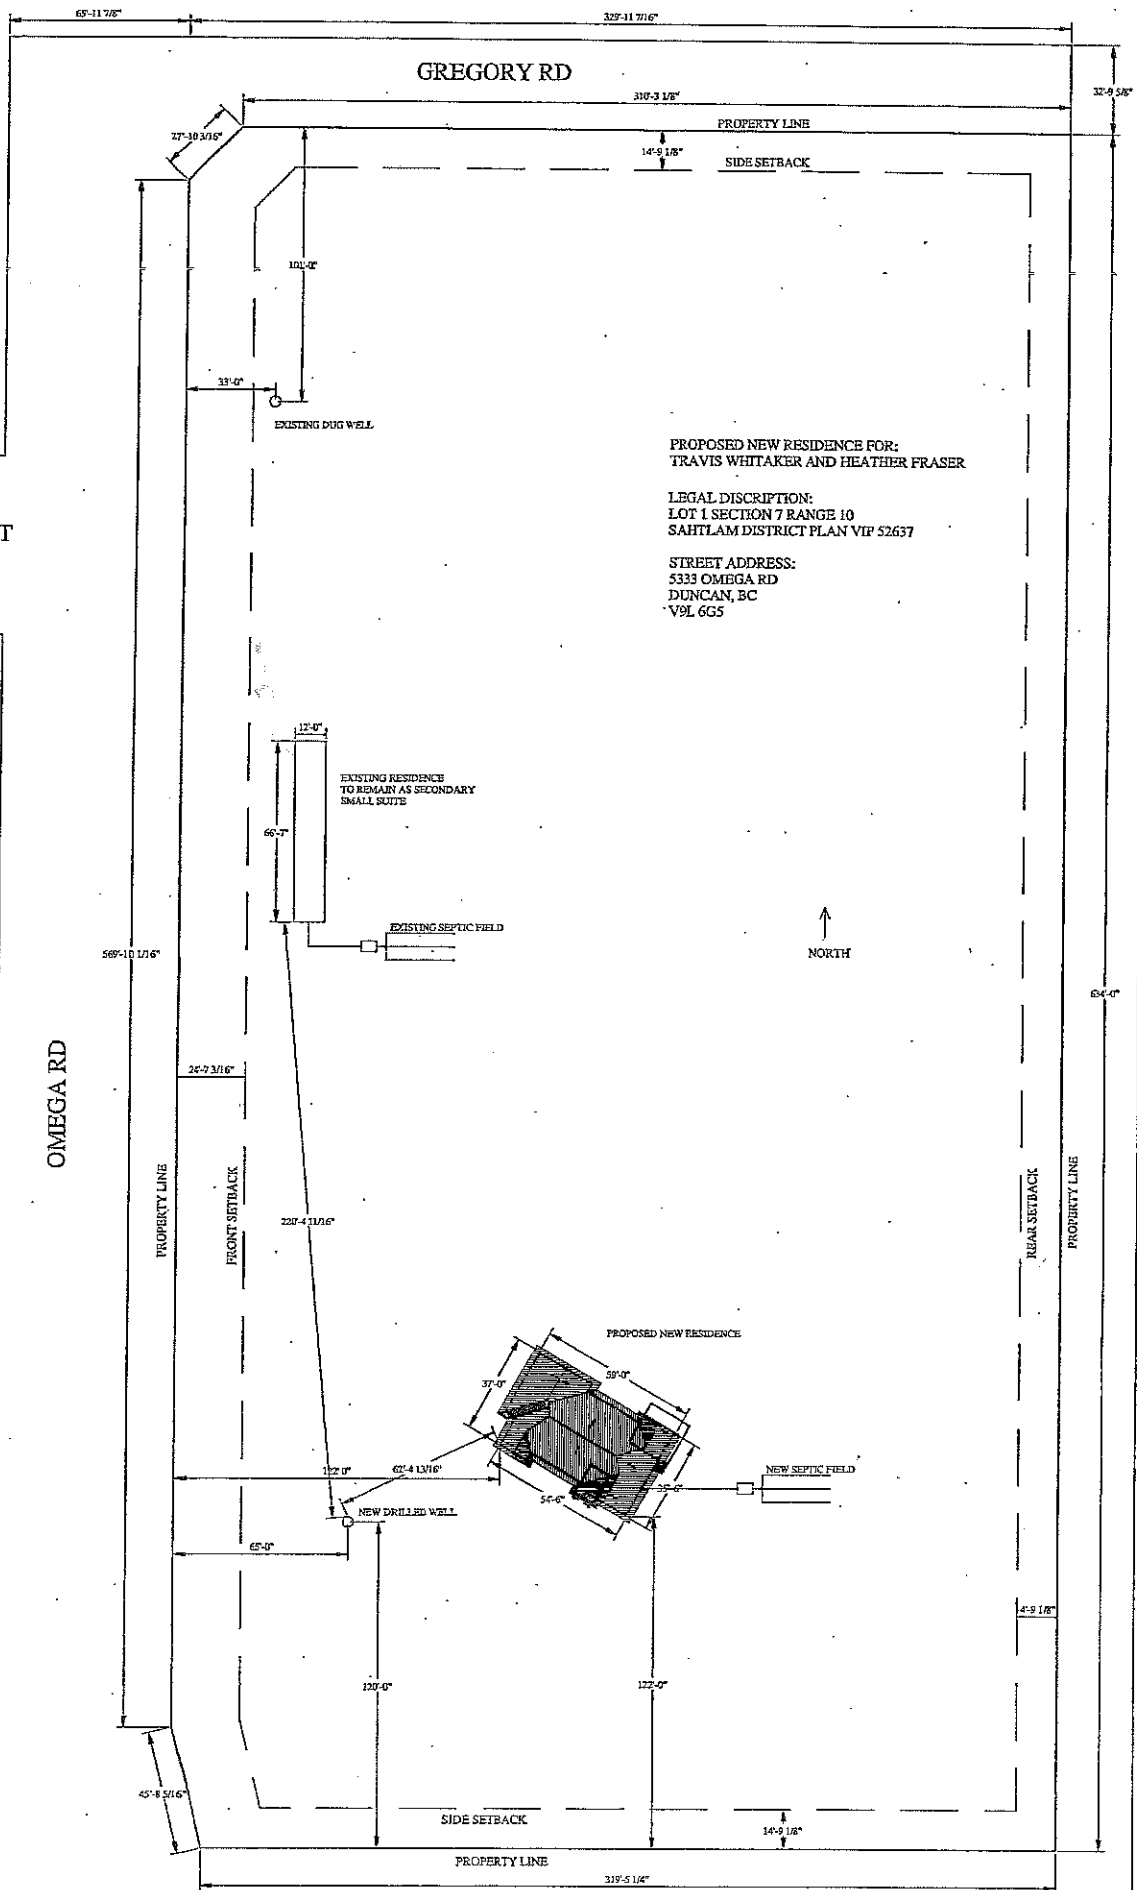 65'-11 7/8"
329'-11 7/16"
GREGORY RD
32'-9 5/8"
310'-3 1/8"
27'-10 3/16"
PROPERTY LINE
14'-9 1/8"
SIDE SETBACK
101'-0"
33'-0"
EXISTING DUG WELL
PROPOSED NEW RESIDENCE FOR:
TRAVIS WHITAKER AND HEATHER FRASER
LEGAL DISCRIPTION:
LOT 1 SECTION 7 RANGE 10
SAHTLAM DISTRICT PLAN VIP 52637
STREET ADDRESS:
5333 OMEGA RD
DUNCAN, BC
V9L 6G5
T
12'-0"
EXISTING RESIDENCE
TO REMAIN AS SECONDARY
SMALL SUITE
66'-7"
EXISTING SEPTIC FIELD
NORTH
569'-10 1/16"
634'-0"
24'-7 3/16"
OMEGA RD
PROPERTY LINE
FRONT SETBACK
220'-4 11/16"
REAR SETBACK
PROPERTY LINE
PROPOSED NEW RESIDENCE
59'-0"
37'-0"
122'-0"
62'-4 13/16"
54'-6"
NEW SEPTIC FIELD
NEW DRILLED WELL
65'-0"
4'-9 1/8"
120'-0"
122'-0"
45'-8 5/16"
SIDE SETBACK
14'-9 1/8"
PROPERTY LINE
319'-5 1/4"